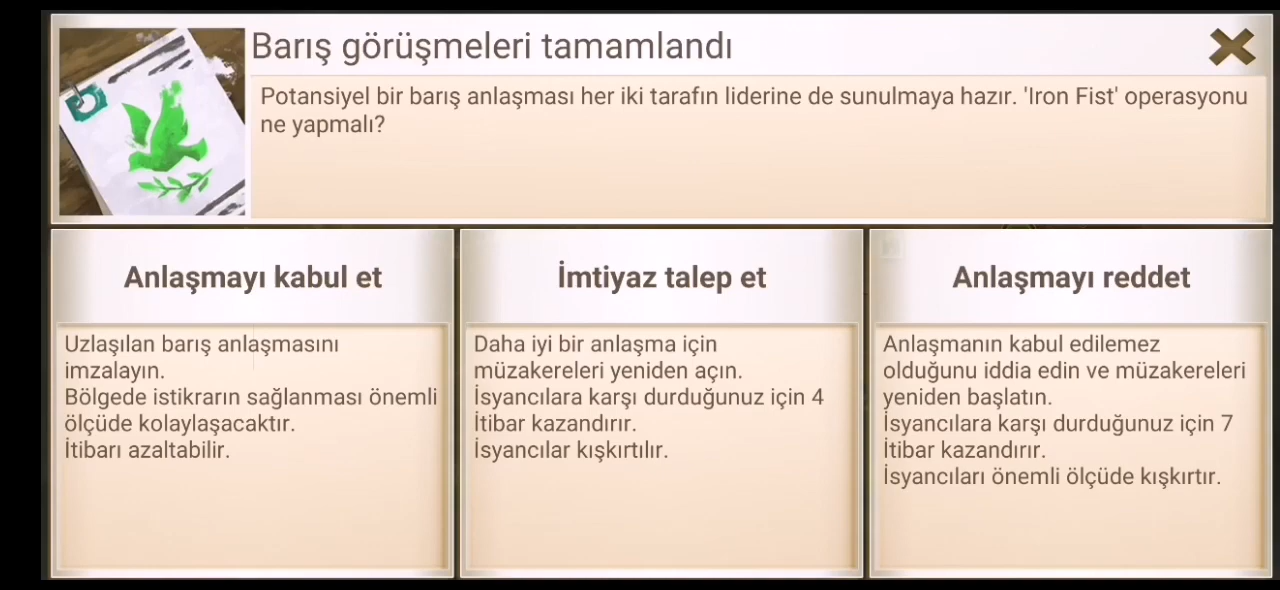 Barış görüşmeleri tamamlandı
Potansiyel bir barış anlaşması her iki tarafın liderine de sunulmaya hazır. 'Iron Fist' operasyonu
ne yapmalı?
Anlaşmayı kabul et
Uzlaşılan barış anlaşmasını
imzalayın.
Bölgede istikrarın sağlanması önemli
ölçüde kolaylaşacaktır.
İtibarı azaltabilir.
İmtiyaz talep et
Daha iyi bir anlaşma için
müzakereleri yeniden açın.
İsyancılara karşı durduğunuz için 4
İtibar kazandırır.
İsyancılar kışkırtılır.
Anlaşmayı reddet
Anlaşmanın kabul edilemez
olduğunu iddia edin ve müzakereleri
yeniden başlatın.
İsyancılara karşı durduğunuz için 7
İtibar kazandırır.
İsyancıları önemli ölçüde kışkırtır.